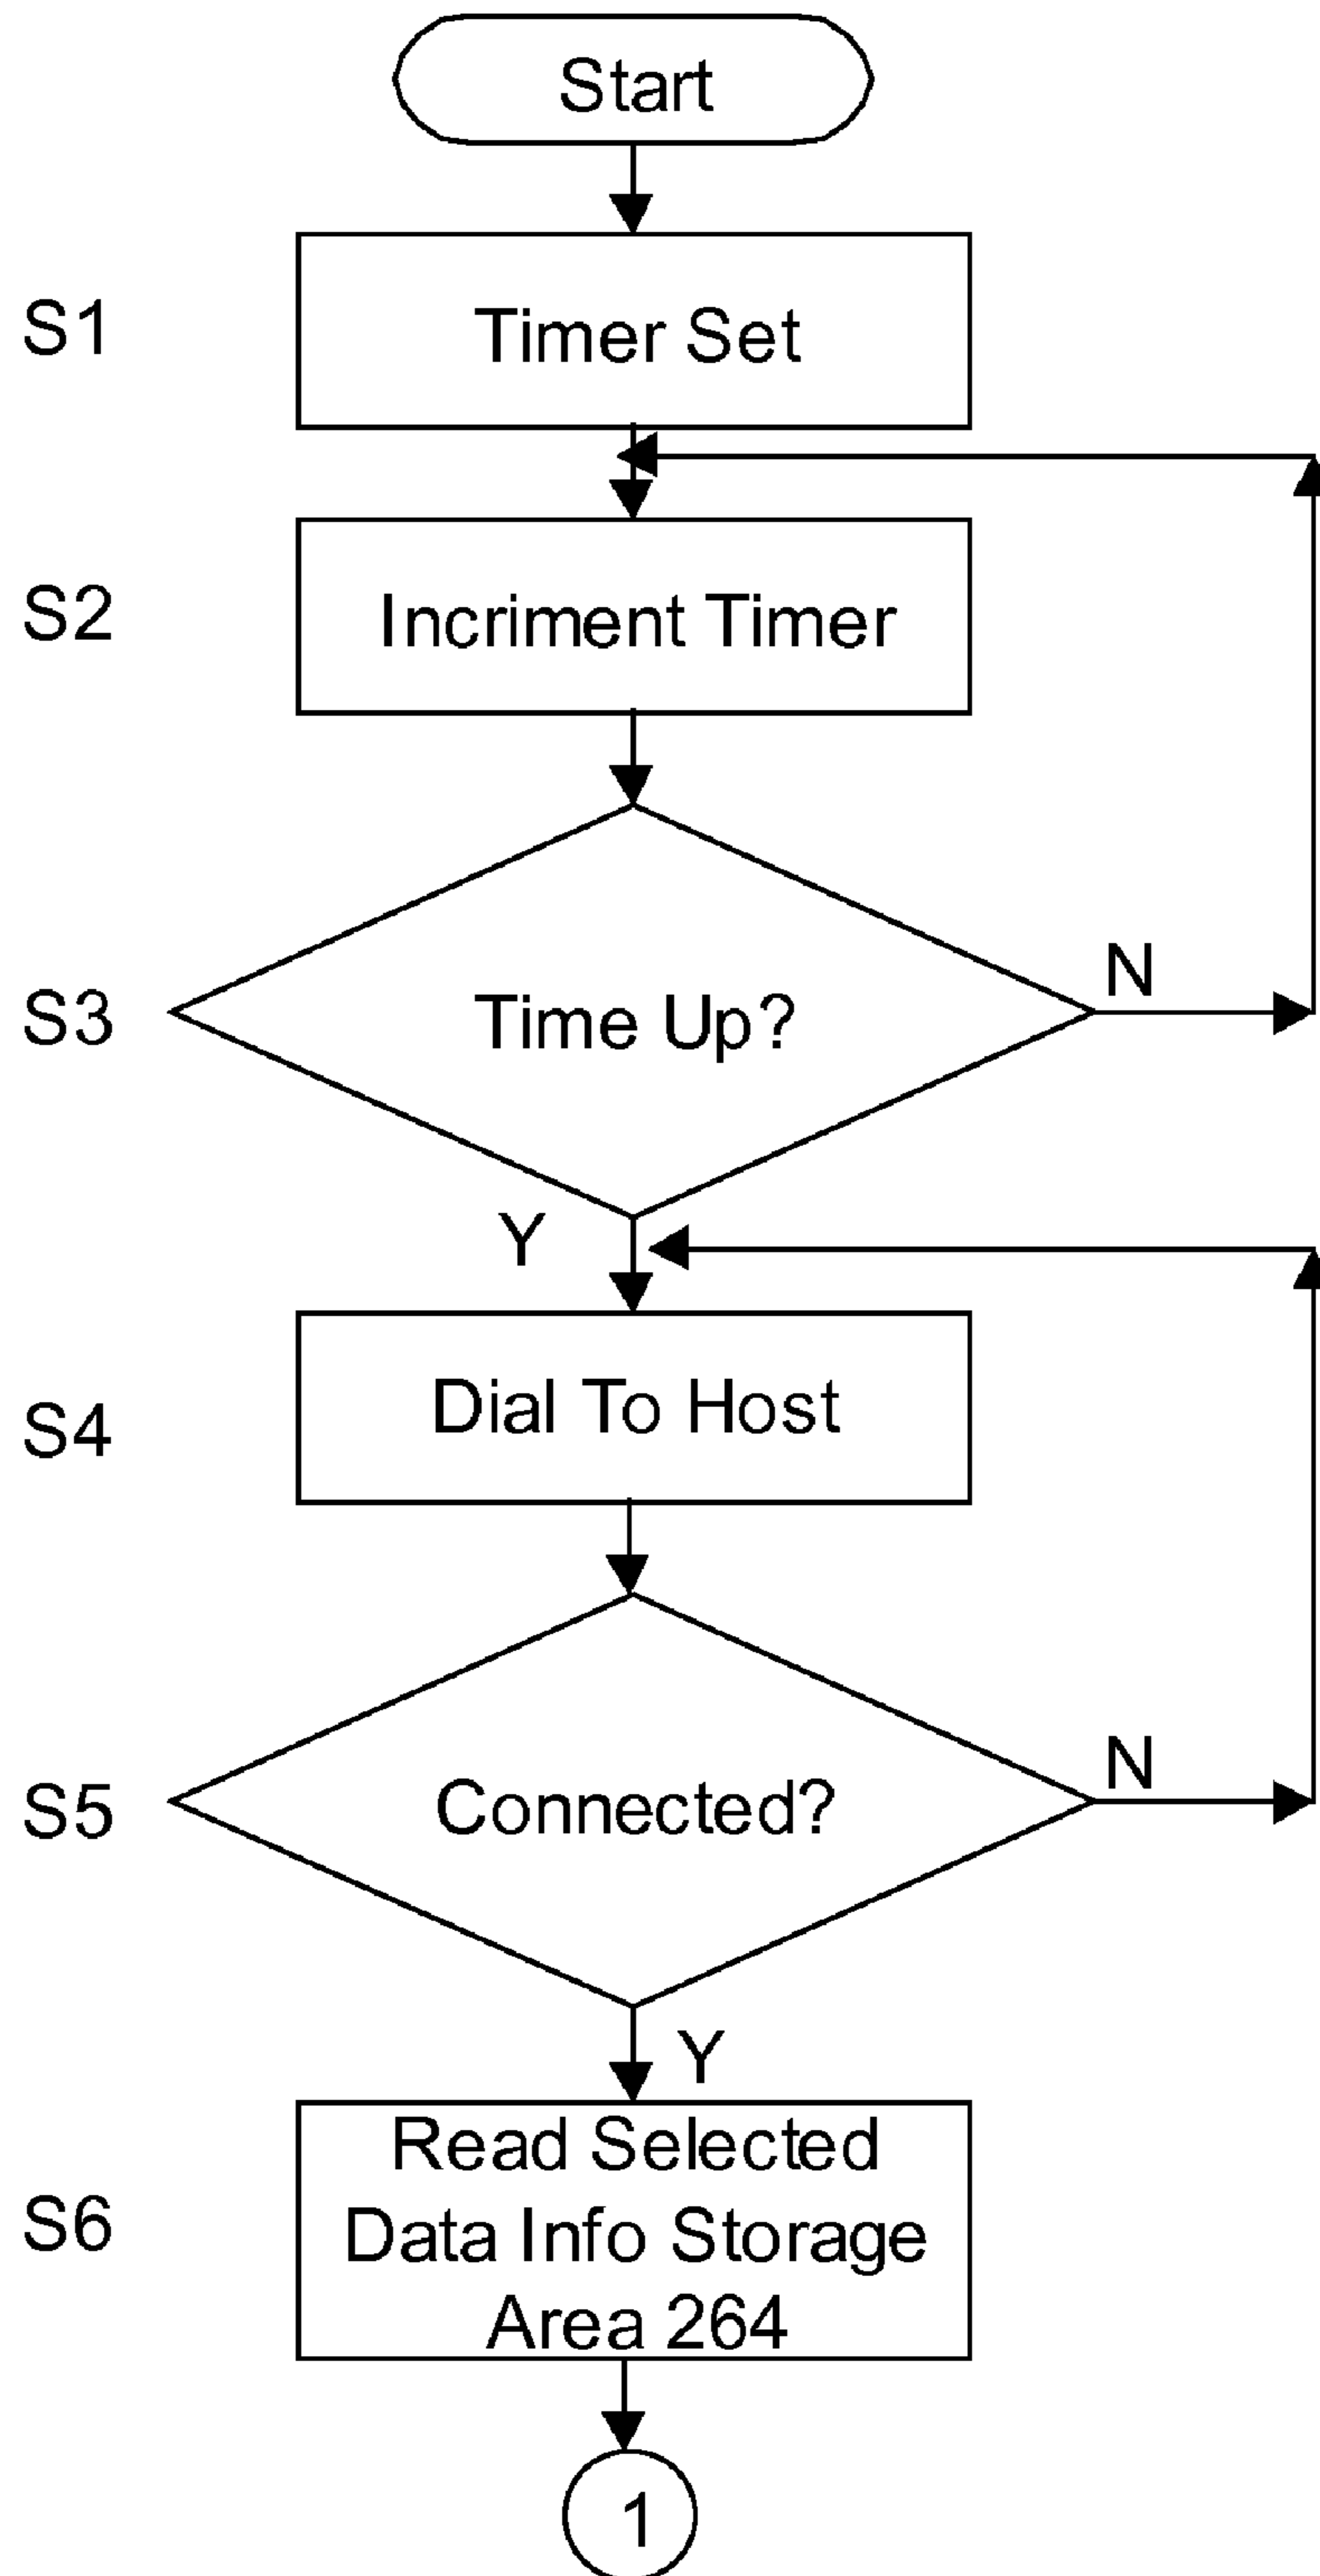 Start
S1
Timer Set
S2
Incriment Timer
S3
Time Up?
N
Y
S4
Dial To Host
S5
Connected?
N
Y
S6
Read Selected
Data Info Storage
Area 264
1